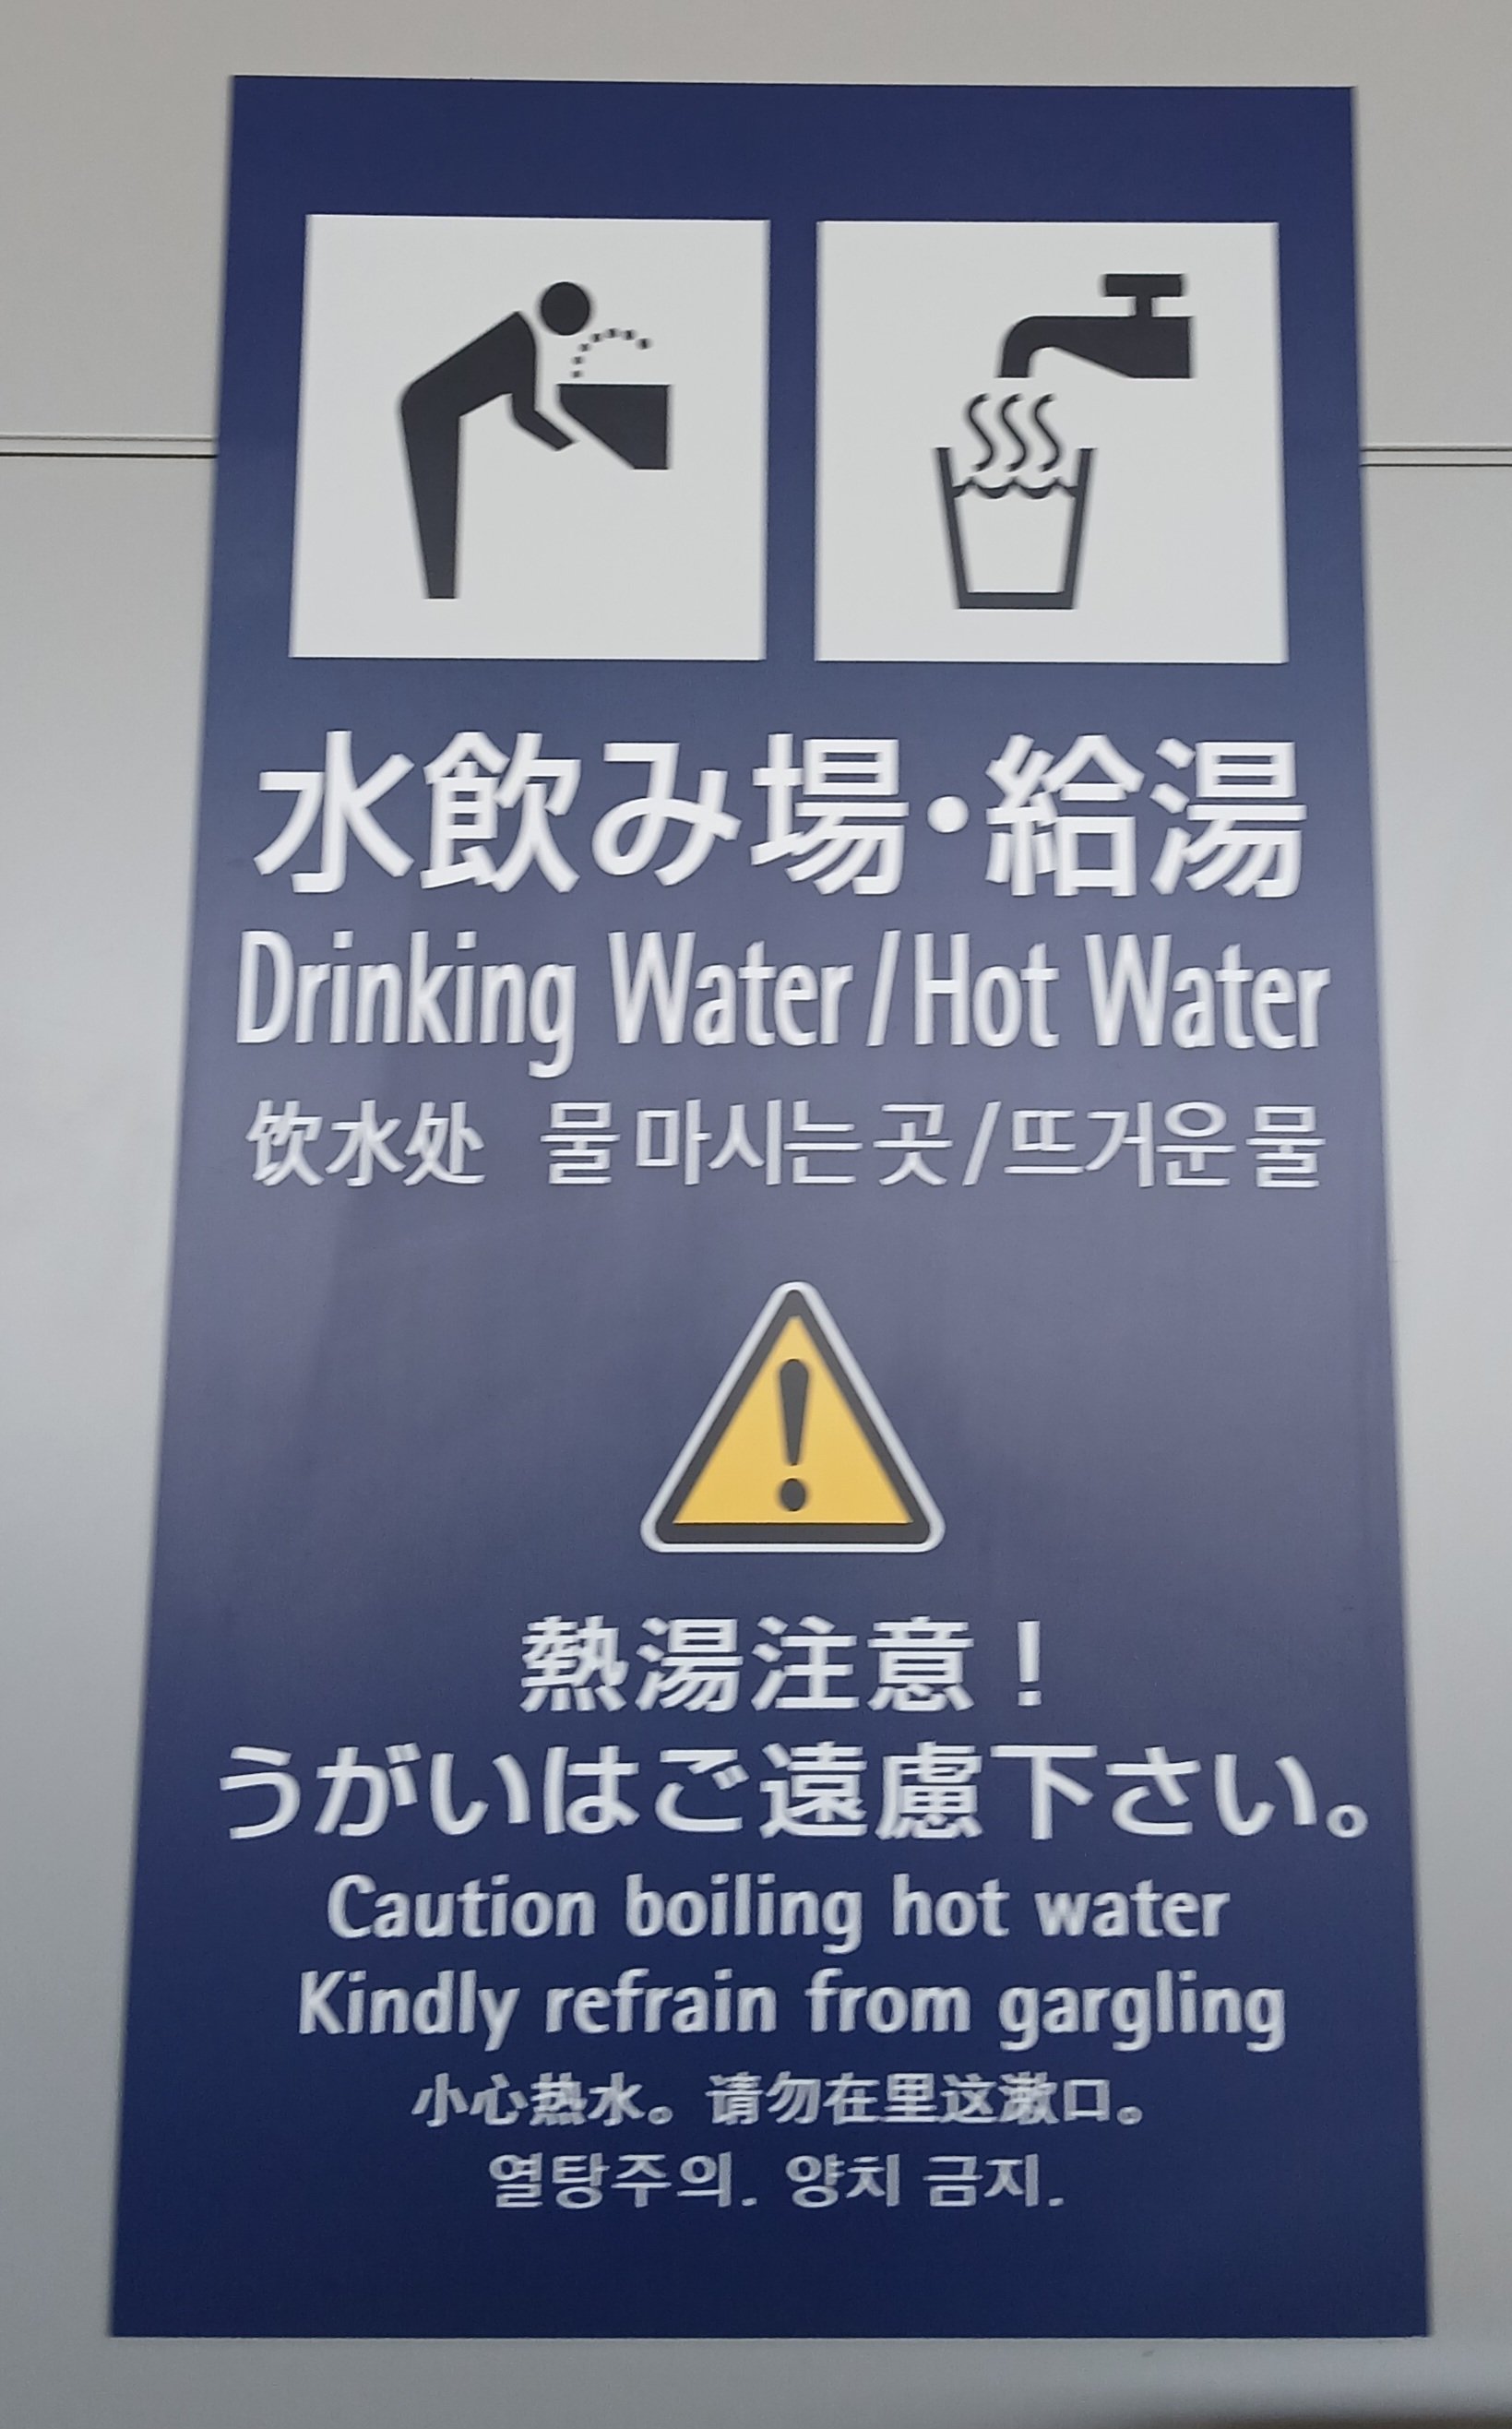 水飲み場・給湯
Drinking Water/Hot Water
饮水处 물 마시는 곳/뜨거운 물
熱湯注意！
うがいはご遠慮下さい。
Caution boiling hot water
Kindly refrain from gargling
小心热水。请勿在里这漱口。
열탕주의. 양치 금지.